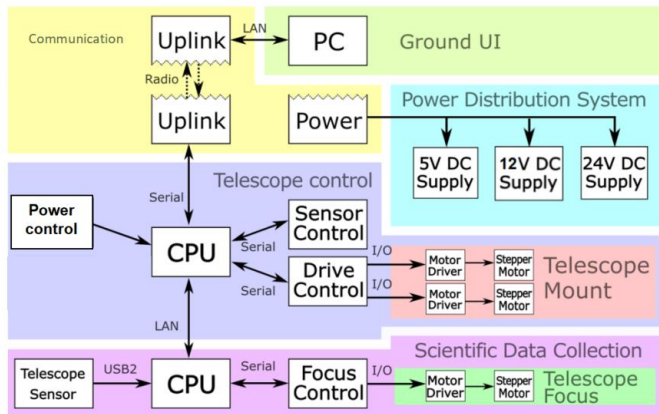 Communication
Uplink
LAN
PC
Ground UI
Radio
Uplink
Power
Power Distribution System
5V DC
Supply
12V DC
Supply
24V DC
Supply
Serial
Telescope control
Power
control
CPU
Serial
Sensor
Control
Serial
Drive
Control
I/O
Motor
Driver
Stepper
Motor
I/O
Motor
Driver
Stepper
Motor
Telescope
Mount
LAN
Scientific Data Collection
Telescope
Sensor
USB2
CPU
Serial
Focus
Control
I/O
Motor
Driver
Stepper
Motor
Telescope
Focus